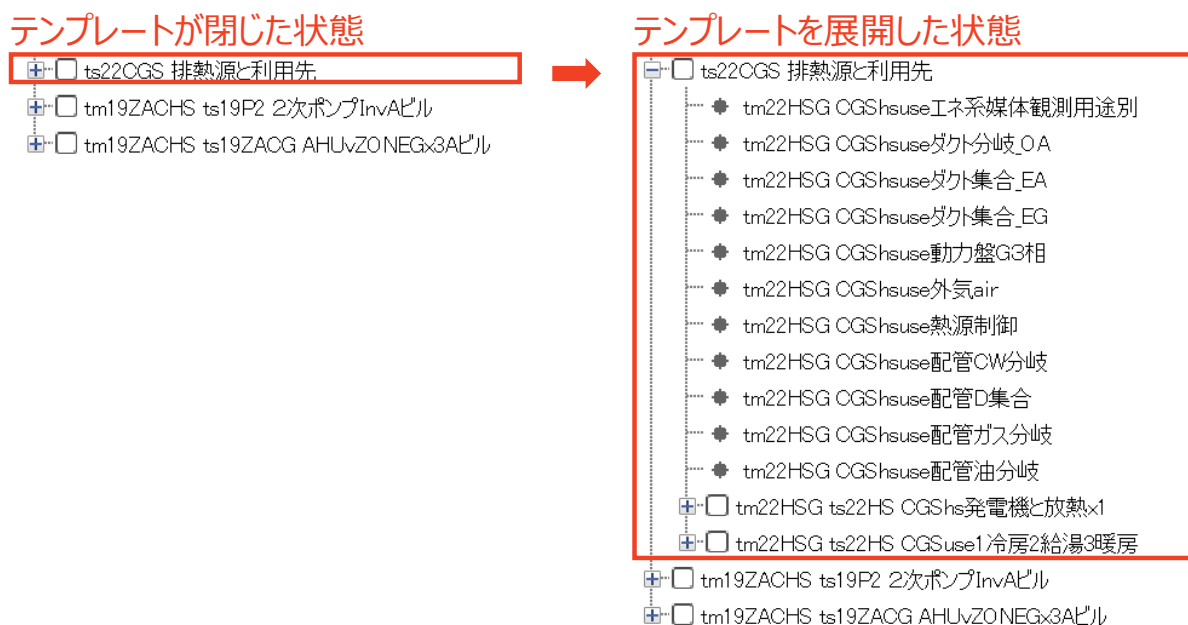 テンプレートが閉じた状態
ts22CGS 排熱源と利用先
tm19ZACHS ts19P2 2次ポンプInvAビル
tm19ZACHS ts19ZACG AHUvZONEGx3Aビル
テンプレートを展開した状態
ts22CGS 排熱源と利用先
tm22HSG CGShsuseエネ系媒体観測用途別
tm22HSG CGShsuseダクト分岐_OA
tm22HSG CGShsuseダクト集合_EA
tm22HSG CGShsuseダクト集合_EG
tm22HSG CGShsuse動力盤G3相
tm22HSG CGShsuse外気air
tm22HSG CGShsuse熱源制御
tm22HSG CGShsuse配管CW分岐
tm22HSG CGShsuse配管D集合
tm22HSG CGShsuse配管ガス分岐
tm22HSG CGShsuse配管油分岐
tm22HSG ts22HS CGShs発電機と放熱x1
tm22HSG ts22HS CGSuse1冷房2給湯3暖房
tm19ZACHS ts19P2 2次ポンプInvAビル
tm19ZACHS ts19ZACG AHUvZONEGx3Aビル